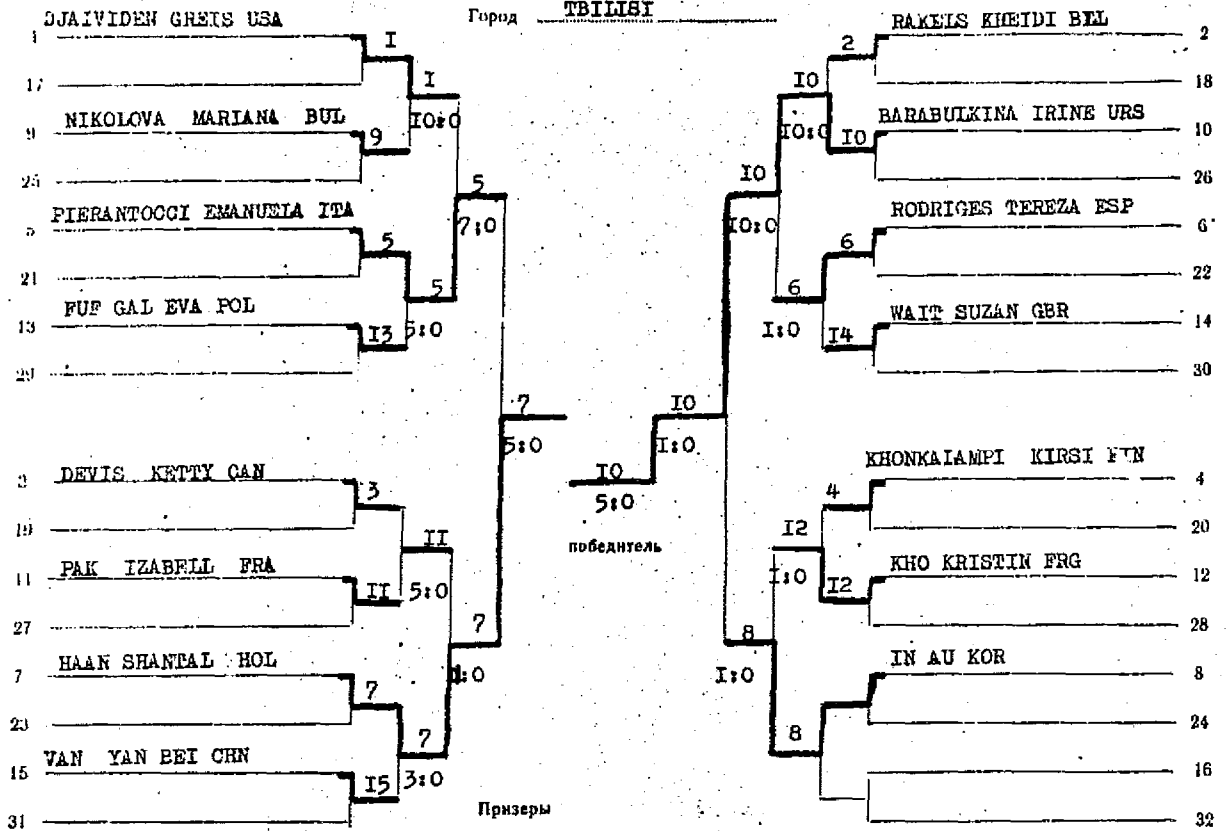 Город TBILISI
DJAIVIDEN GREIS USA
1
I
17
I
10:0
NIKOLOVA MARIANA BUL
9
9
25
5
7:0
PIERANTOCCI EMANUELA ITA
5
5
21
5
5:0
FUF GAL EVA POL
13
I3
29
7
5:0
DEVIS KETTY CAN
3
3
19
II
5:0
PAK IZABELL FRA
11
II
27
7
1:0
HAAN SHANTAL HOL
7
7
23
7
3:0
VAN YAN BEI CHN
15
I5
31
RAKELS KHEIDI BEL
2
2
18
IO
IO:0
BARABULKINA IRINE URS
10
IO
26
IO
IO:0
RODRIGES TEREZA ESP
6
6
22
6
I:0
WAIT SUZAN GBR
14
I4
30
IO
I:0
IO
5:0
победитель
KHONKAIAMPI KIRSI FIN
4
4
20
I2
I:0
KHO KRISTIN FRG
12
I2
28
8
I:0
IN AU KOR
8
24
8
16
32
Призеры